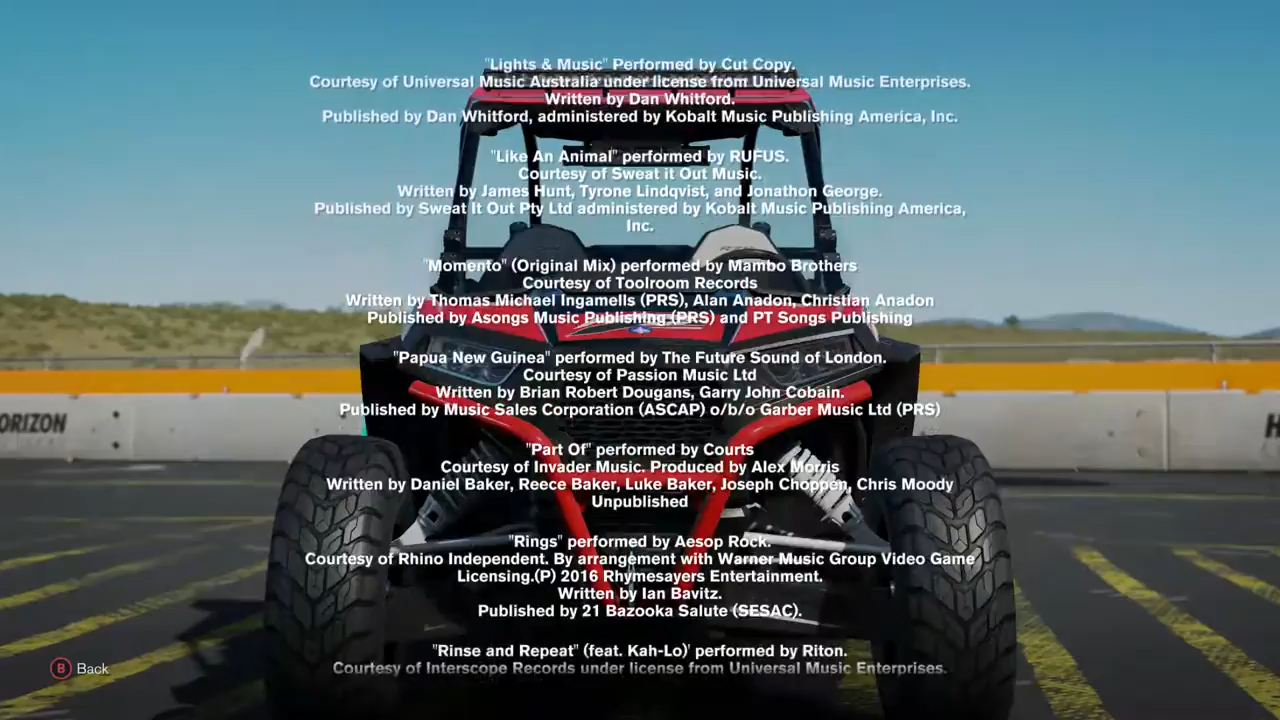 "Lights & Music" Performed by Cut Copy.
Courtesy of Universal Music Australia under license from Universal Music Enterprises.
Written by Dan Whitford.
Published by Dan Whitford, administered by Kobalt Music Publishing America, Inc.
"Like An Animal" performed by RUFUS.
Courtesy of Sweat it Out Music.
Written by James Hunt, Tyrone Lindqvist, and Jonathon George.
Published by Sweat It Out Pty Ltd administered by Kobalt Music Publishing America,
Inc.
"Momento" (Original Mix) performed by Mambo Brothers
Courtesy of Toolroom Records
Written by Thomas Michael Ingamells (PRS), Alan Anadon, Christian Anadon
Published by Asongs Music Publishing (PRS) and PT Songs Publishing
"Papua New Guinea" performed by The Future Sound of London.
Courtesy of Passion Music Ltd
Written by Brian Robert Dougans, Garry John Cobain.
Published by Music Sales Corporation (ASCAP) o/b/o Garber Music Ltd (PRS)
ORIZON
"Part Of" performed by Courts
Courtesy of Invader Music. Produced by Alex Morris
Written by Daniel Baker, Reece Baker, Luke Baker, Joseph Choppen, Chris Moody
Unpublished
"Rings" performed by Aesop Rock.
Courtesy of Rhino Independent. By arrangement with Warner Music Group Video Game
Licensing.(P) 2016 Rhymesayers Entertainment.
Written by Ian Bavitz.
Published by 21 Bazooka Salute (SESAC).
"Rinse and Repeat" (feat. Kah-Lo)' performed by Riton.
Courtesy of Interscope Records under license from Universal Music Enterprises.
B Back